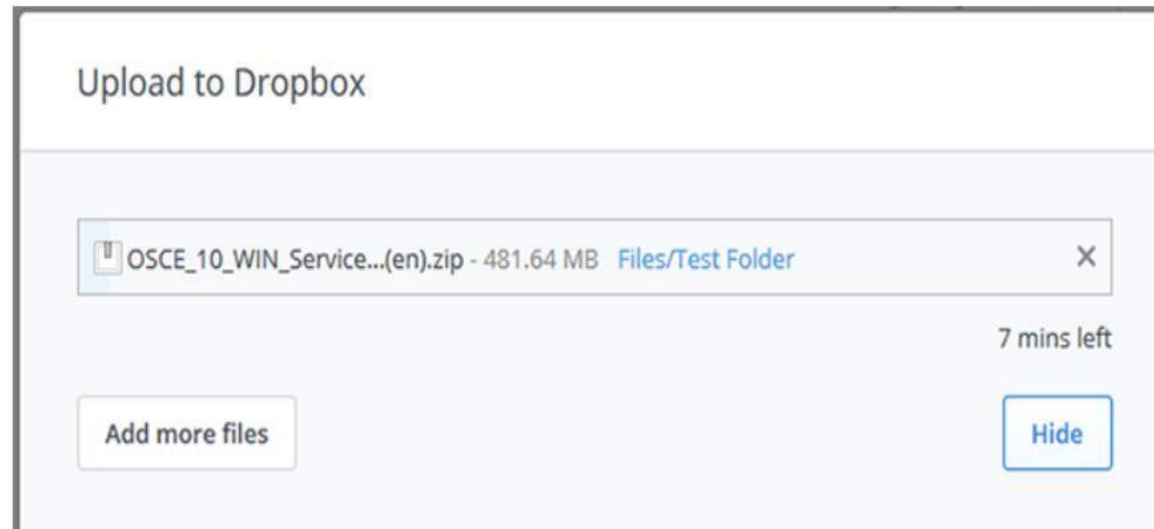 Upload to Dropbox
OSCE_10_WIN_Service...(en).zip - 481.64 MB Files/Test Folder
7 mins left
Add more files
Hide